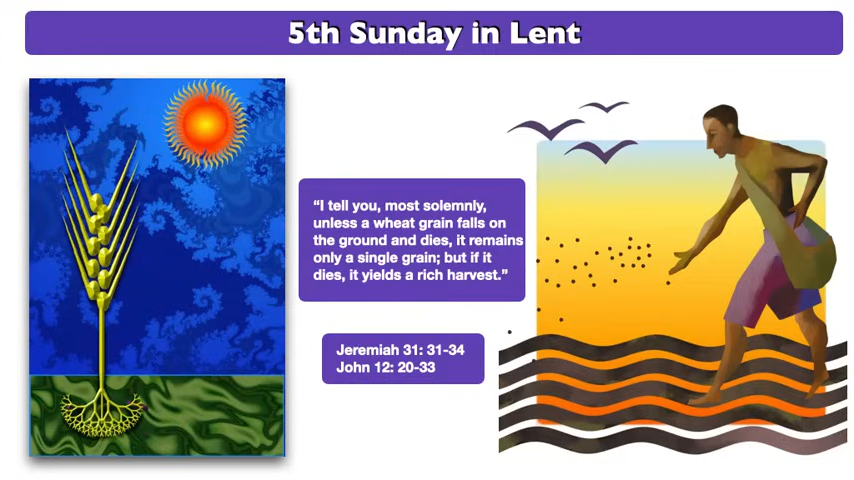 5th Sunday in Lent
“I tell you, most solemnly,
unless a wheat grain falls on
the ground and dies, it remains
only a single grain; but if it
dies, it yields a rich harvest.”
Jeremiah 31: 31-34
John 12: 20-33